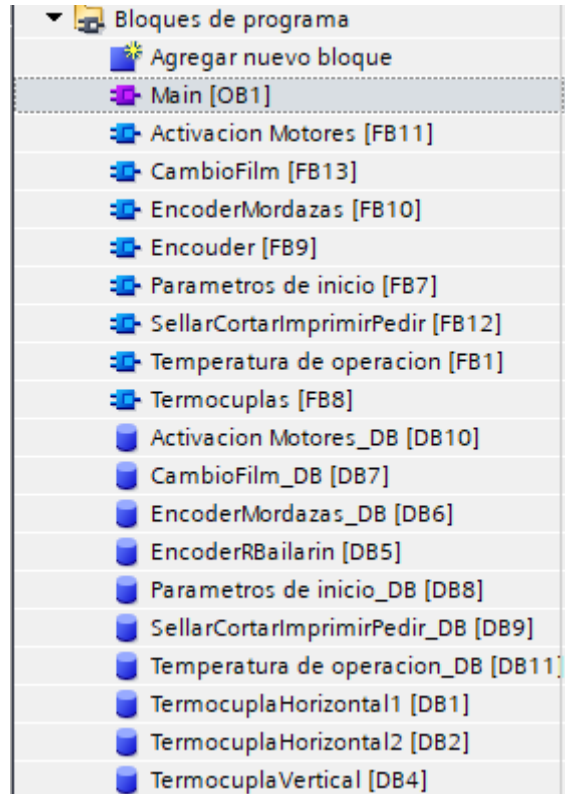 Bloques de programa
Agregar nuevo bloque
Main [OB1]
Activacion Motores [FB11]
CambioFilm [FB13]
EncoderMordazas [FB10]
Encouder [FB9]
Parametros de inicio [FB7]
SellarCortarImprimirPedir [FB12]
Temperatura de operacion [FB1]
Termocuplas [FB8]
Activacion Motores_DB [DB10]
CambioFilm_DB [DB7]
EncoderMordazas_DB [DB6]
EncoderRBailarin [DB5]
Parametros de inicio_DB [DB8]
SellarCortarImprimirPedir_DB [DB9]
Temperatura de operacion_DB [DB11]
TermocuplaHorizontal1 [DB1]
TermocuplaHorizontal2 [DB2]
TermocuplaVertical [DB4]